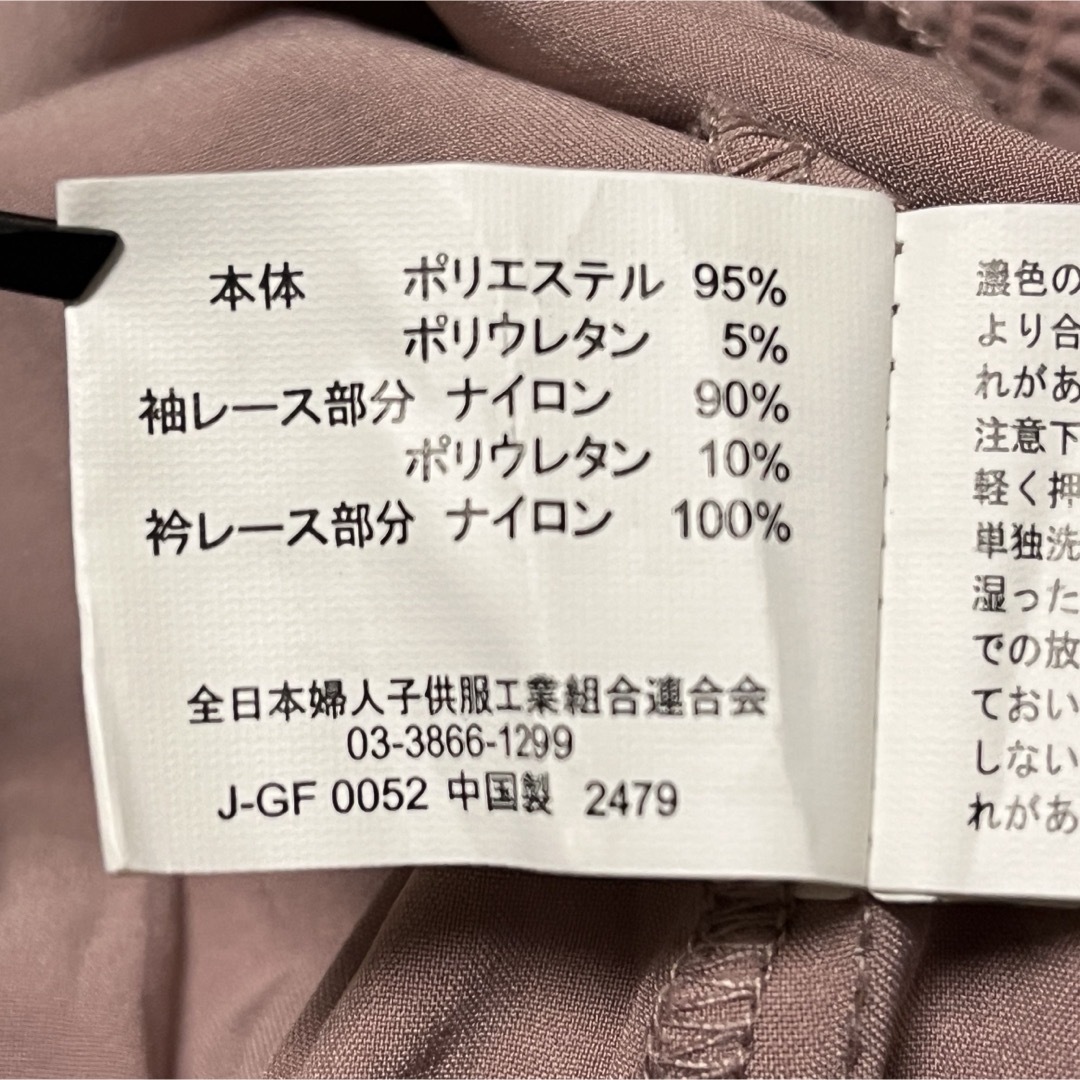 本体 ポリエステル 95%
ポリウレタン 5%
袖レース部分 ナイロン 90%
ポリウレタン 10%
衿レース部分 ナイロン 100%
全日本婦人子供服工業組合連合会
03-3866-1299
J-GF 0052 中国製 2479
濃色の
より合
れがあ
注意下
軽く押
単独洗
湿った
での放
ておい
しない
れがあ